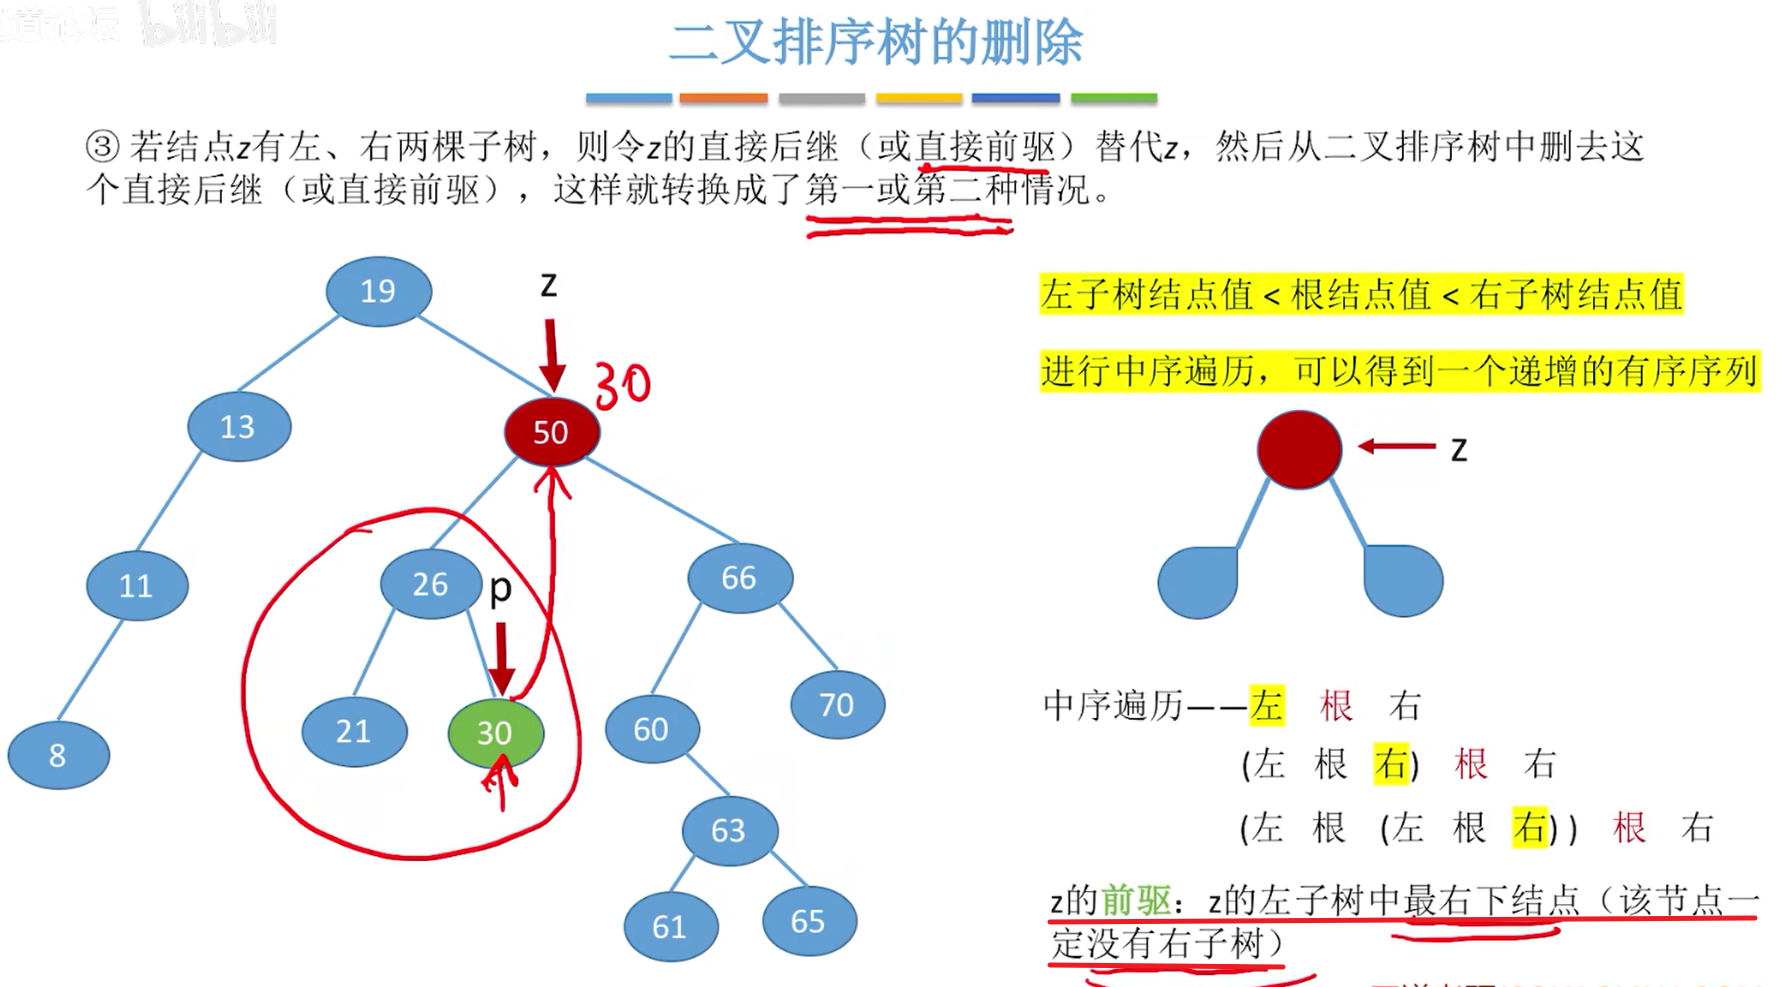 道论坛 bilibili
二叉排序树的删除
③ 若结点z有左、右两棵子树，则令z的直接后继（或直接前驱）替代z，然后从二叉排序树中删去这
个直接后继（或直接前驱），这样就转换成了第一或第二种情况。
19
z
左子树结点值 < 根结点值 < 右子树结点值
30
进行中序遍历，可以得到一个递增的有序序列
13
50
z
11
26
p
66
8
21
30
60
70
中序遍历——左 根 右
(左 根 右) 根 右
63
(左 根 (左 根 右)) 根 右
61
65
z的前驱：z的左子树中最右下结点（该节点一
定没有右子树）